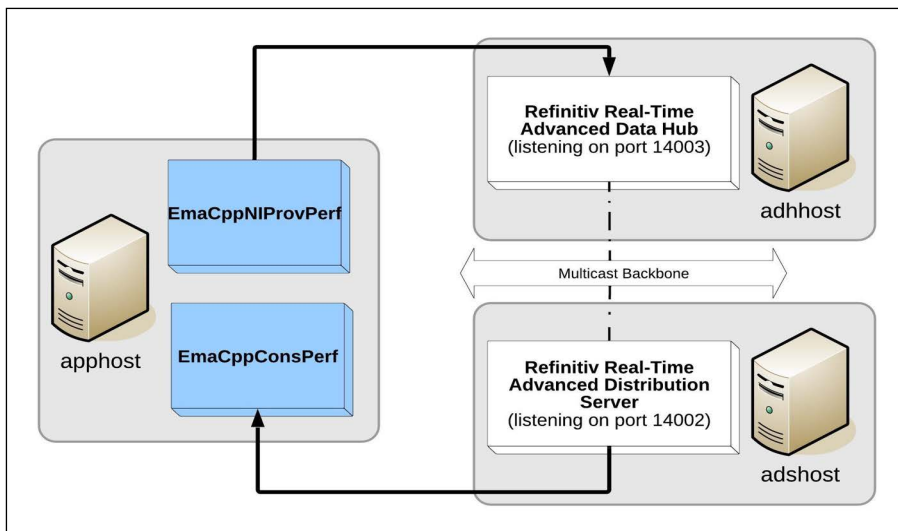 Refinitiv Real-Time
Advanced Data Hub
(listening on port 14003)
adhhost
EmaCppNIProvPerf
Multicast Backbone
EmaCppConsPerf
apphost
Refinitiv Real-Time
Advanced Distribution
Server
(listening on port 14002)
adshost